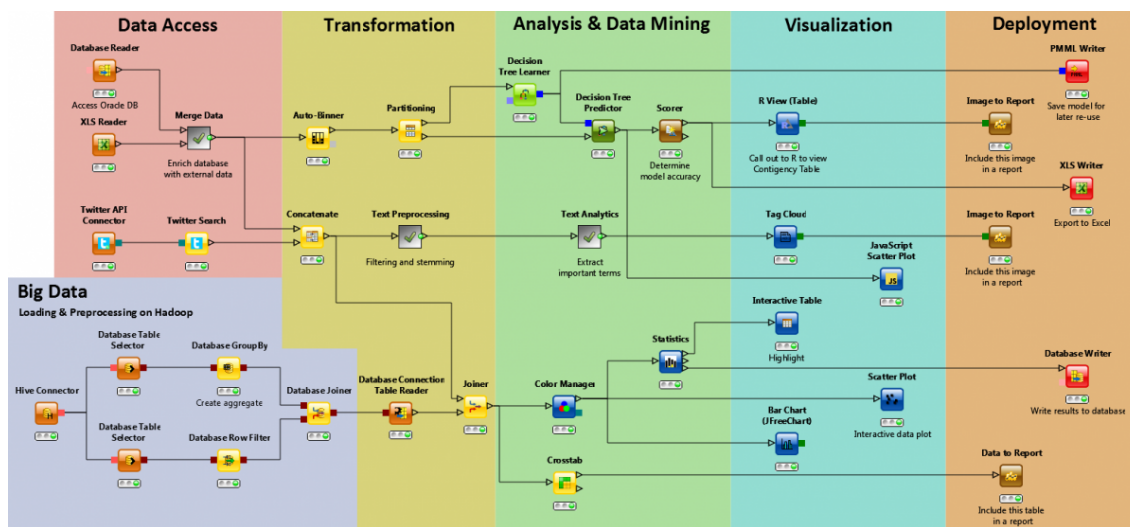 Data Access
Transformation
Analysis & Data Mining
Visualization
Deployment
Database Reader
Access Oracle DB
XLS Reader
Merge Data
Enrich database
with external data
Twitter API
Connector
Twitter Search
Auto-Binner
Partitioning
Concatenate
Text Preprocessing
Filtering and stemming
Decision
Tree Learner
Decision Tree
Predictor
Scorer
Determine
model accuracy
Text Analytics
Extract
important terms
R View (Table)
Call out to R to view
Contigency Table
Tag Cloud
JavaScript
Scatter Plot
JS
PMML Writer
Save model for
later re-use
Image to Report
Include this image
in a report
XLS Writer
Export to Excel
Image to Report
Include this image
in a report
Big Data
Loading & Preprocessing on Hadoop
Hive Connector
Database Table
Selector
Database GroupBy
Create aggregate
Database Table
Selector
Database Row Filter
Database Joiner
Database Connection
Table Reader
Joiner
Color Manager
Statistics
Crosstab
Interactive Table
Highlight
Scatter Plot
Interactive data plot
Bar Chart
(JFreeChart)
Database Writer
Write results to database
Data to Report
Include this table
in a report